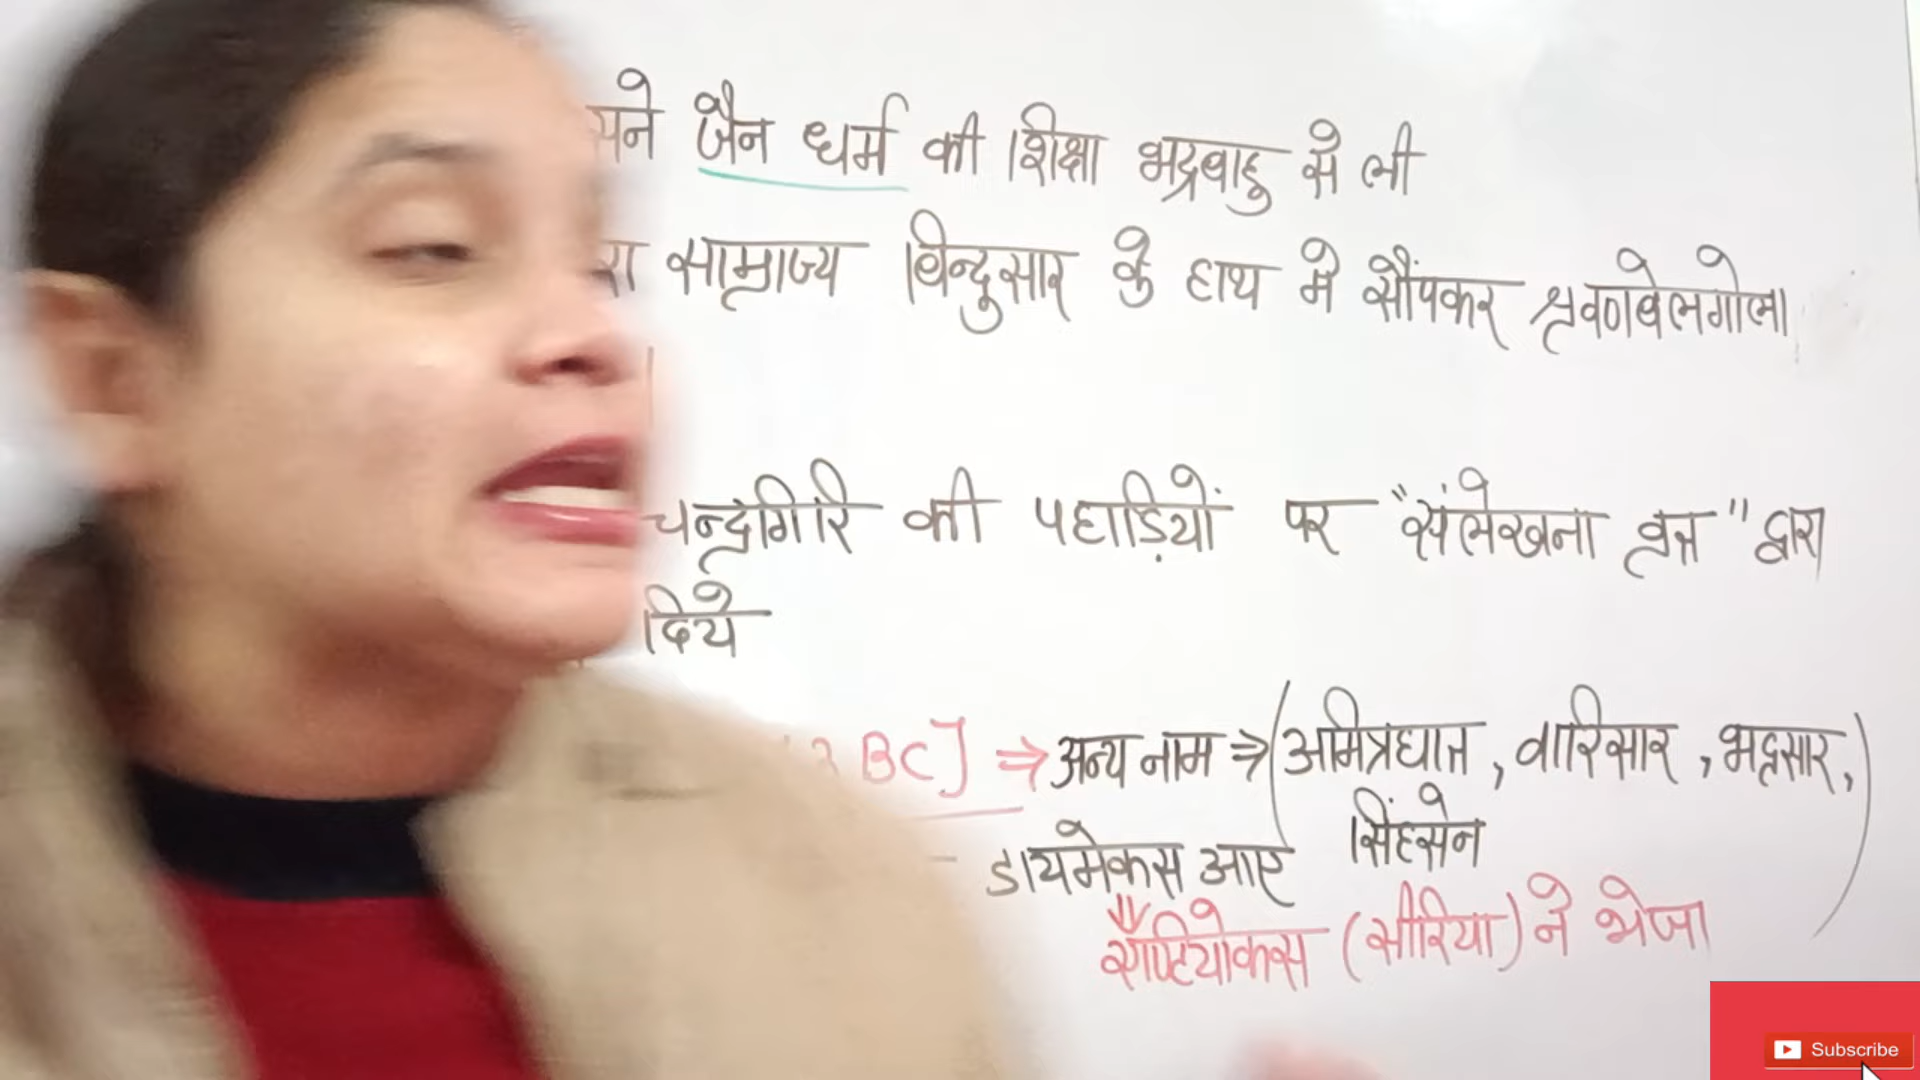 जैन धर्म की शिक्षा भद्रबाहु से ली
साम्राज्य बिन्दुसार के हाथ मे सौंपकर श्रवणबेलगोला
चन्द्रगिरि की पहाड़ियों पर "संलेखना व्रत" द्वारा
दिये
BC] ⇒ अन्य नाम ⇒ (अमित्रघात, वारिसार, भद्रसार,
सिंहसेन)
डायमेकस आए
(सीरिया) ने भेजा
Subscribe